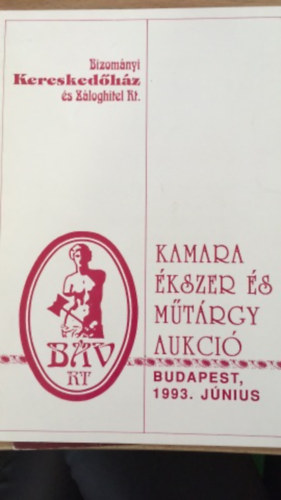 Bizományi
Kereskedőház
és Záloghitel Rt.
KAMARA
ÉKSZER ÉS
MŰTÁRGY
AUKCIÓ
BÁV
RT
BUDAPEST,
1993. JÚNIUS